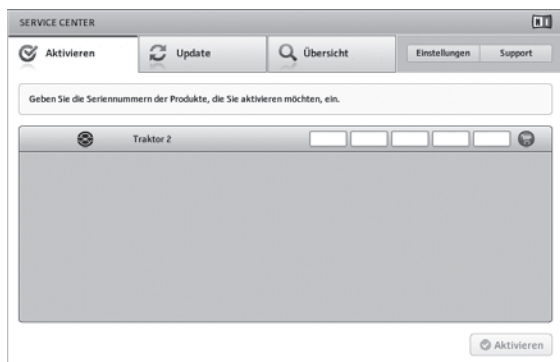 SERVICE CENTER
NI
Aktivieren Update Übersicht Einstellungen Support
Geben Sie die Seriennummern der Produkte, die Sie aktivieren möchten, ein.
Traktor 2
Aktivieren